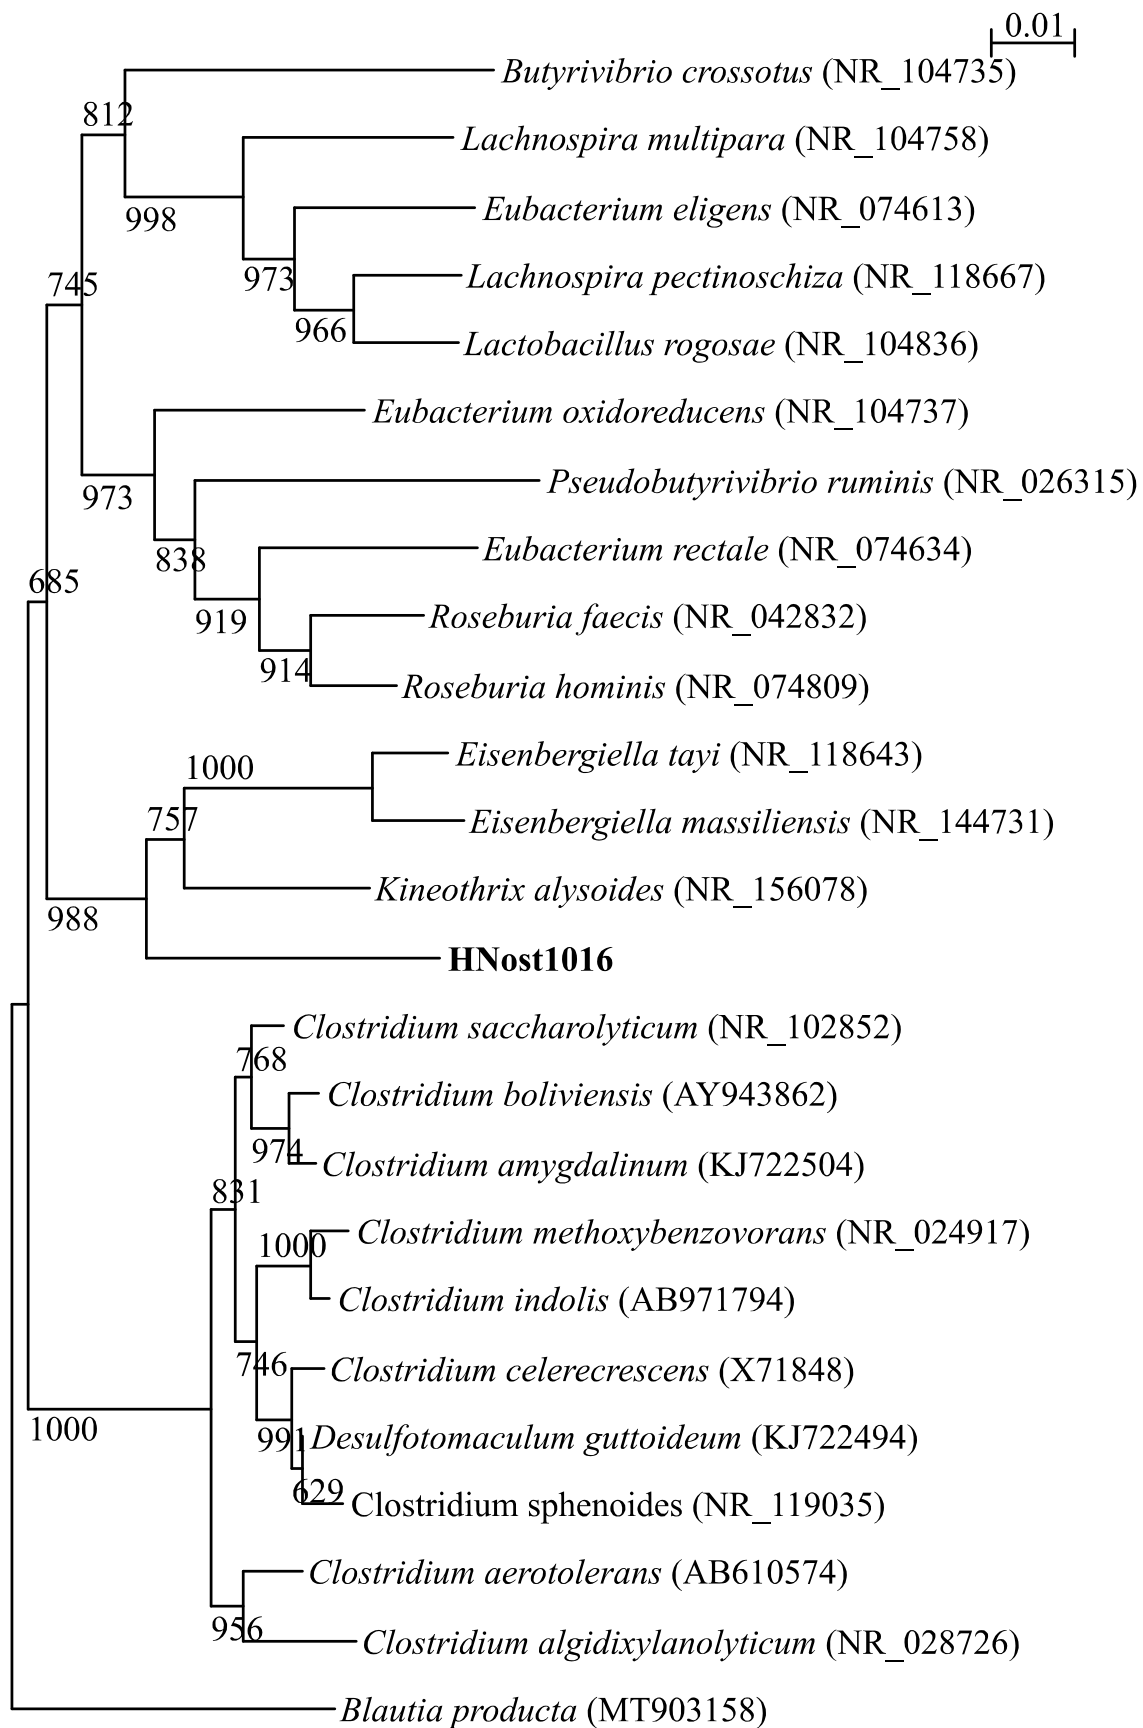 0.01
Butyrivibrio crossotus (NR_104735)
812
Lachnospira multipara (NR_104758)
998
Eubacterium eligens (NR_074613)
973
Lachnospira pectinoschiza (NR_118667)
745
966
Lactobacillus rogosae (NR_104836)
Eubacterium oxidoreducens (NR_104737)
973
Pseudobutyrivibrio ruminis (NR_026315)
838
Eubacterium rectale (NR_074634)
685
919
Roseburia faecis (NR_042832)
914
Roseburia hominis (NR_074809)
Eisenbergiella tayi (NR_118643)
1000
757
Eisenbergiella massiliensis (NR_144731)
Kineothrix alysoides (NR_156078)
988
HNost1016
Clostridium saccharolyticum (NR_102852)
768
Clostridium boliviensis (AY943862)
974
Clostridium amygdalinum (KJ722504)
831
Clostridium methoxybenzovorans (NR_024917)
1000
Clostridium indolis (AB971794)
746
Clostridium celerecrescens (X71848)
1000
991
Desulfotomaculum guttoideum (KJ722494)
629
Clostridium sphenoides (NR_119035)
Clostridium aerotolerans (AB610574)
956
Clostridium algidixylanolyticum (NR_028726)
Blautia producta (MT903158)